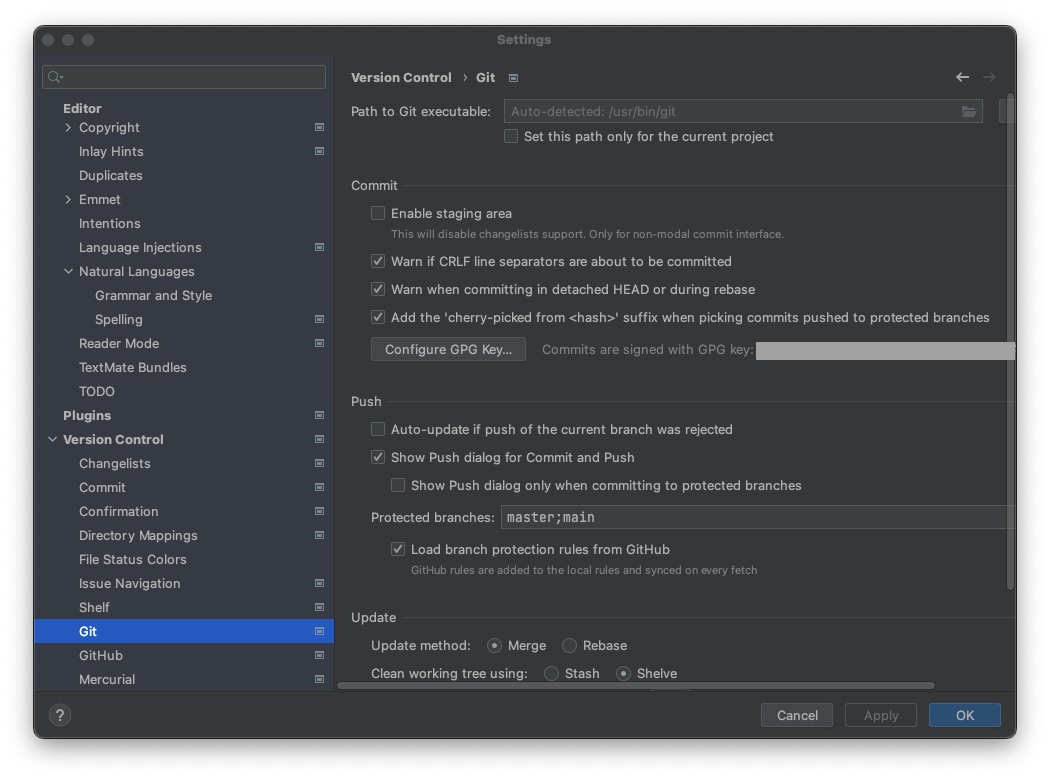 Settings
Editor
Copyright
Inlay Hints
Duplicates
Emmet
Intentions
Language Injections
Natural Languages
Grammar and Style
Spelling
Reader Mode
TextMate Bundles
TODO
Plugins
Version Control
Changelists
Commit
Confirmation
Directory Mappings
File Status Colors
Issue Navigation
Shelf
Git
GitHub
Mercurial
Version Control › Git
Path to Git executable: Auto-detected: /usr/bin/git
Set this path only for the current project
Commit
Enable staging area
This will disable changelists support. Only for non-modal commit interface.
Warn if CRLF line separators are about to be committed
Warn when committing in detached HEAD or during rebase
Add the 'cherry-picked from <hash>' suffix when picking commits pushed to protected branches
Configure GPG Key... Commits are signed with GPG key:
Push
Auto-update if push of the current branch was rejected
Show Push dialog for Commit and Push
Show Push dialog only when committing to protected branches
Protected branches: master;main
Load branch protection rules from GitHub
GitHub rules are added to the local rules and synced on every fetch
Update
Update method: Merge Rebase
Clean working tree using: Stash Shelve
? Cancel Apply OK